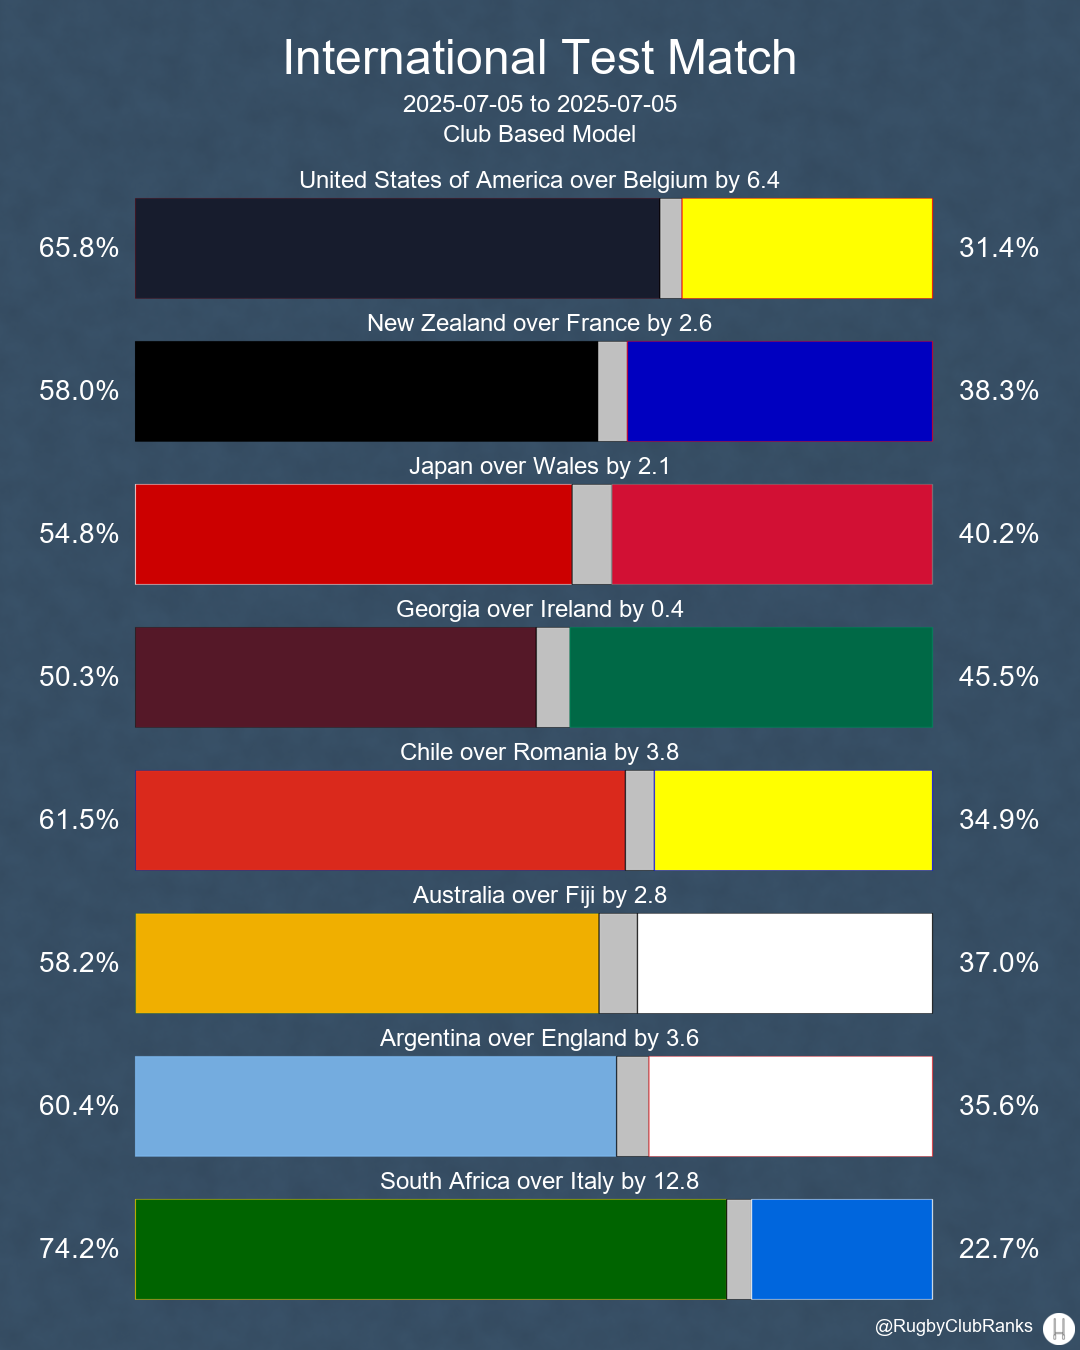 International Test Match
2025-07-05 to 2025-07-05
Club Based Model
United States of America over Belgium by 6.4
65.8% 31.4%
New Zealand over France by 2.6
58.0% 38.3%
Japan over Wales by 2.1
54.8% 40.2%
Georgia over Ireland by 0.4
50.3% 45.5%
Chile over Romania by 3.8
61.5% 34.9%
Australia over Fiji by 2.8
58.2% 37.0%
Argentina over England by 3.6
60.4% 35.6%
South Africa over Italy by 12.8
74.2% 22.7%
@RugbyClubRanks